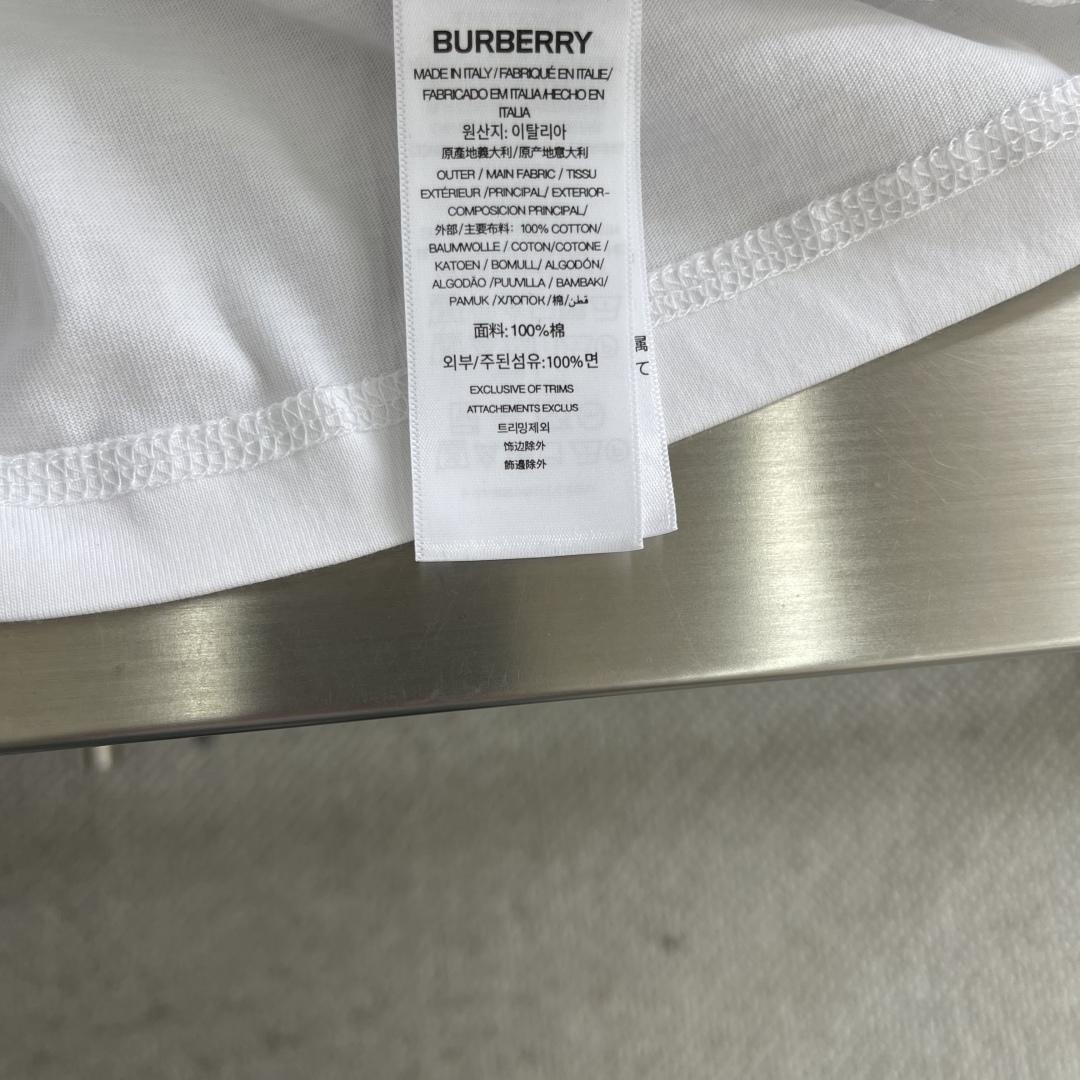 BURBERRY
MADE IN ITALY / FABRIQUÉ EN ITALIE/
FABRICADO EM ITALIA/HECHO EN
ITALIA
원산지: 이탈리아
原產地義大利/原产地意大利
OUTER / MAIN FABRIC / TISSU
EXTÉRIEUR /PRINCIPAL/ EXTERIOR-
COMPOSICION PRINCIPAL/
外部/主要布料: 100% COTTON/
BAUMWOLLE / COTON/COTONE /
KATOEN / BOMULL/ ALGODÓN/
ALGODÃO /PUUVILLA / BAMBAKI/
PAMUK /ХЛОПОК /棉/قطن
面料:100%棉
외부/주된섬유:100%면
EXCLUSIVE OF TRIMS
ATTACHEMENTS EXCLUS
트리밍제외
饰边除外
飾邊除外
属
て